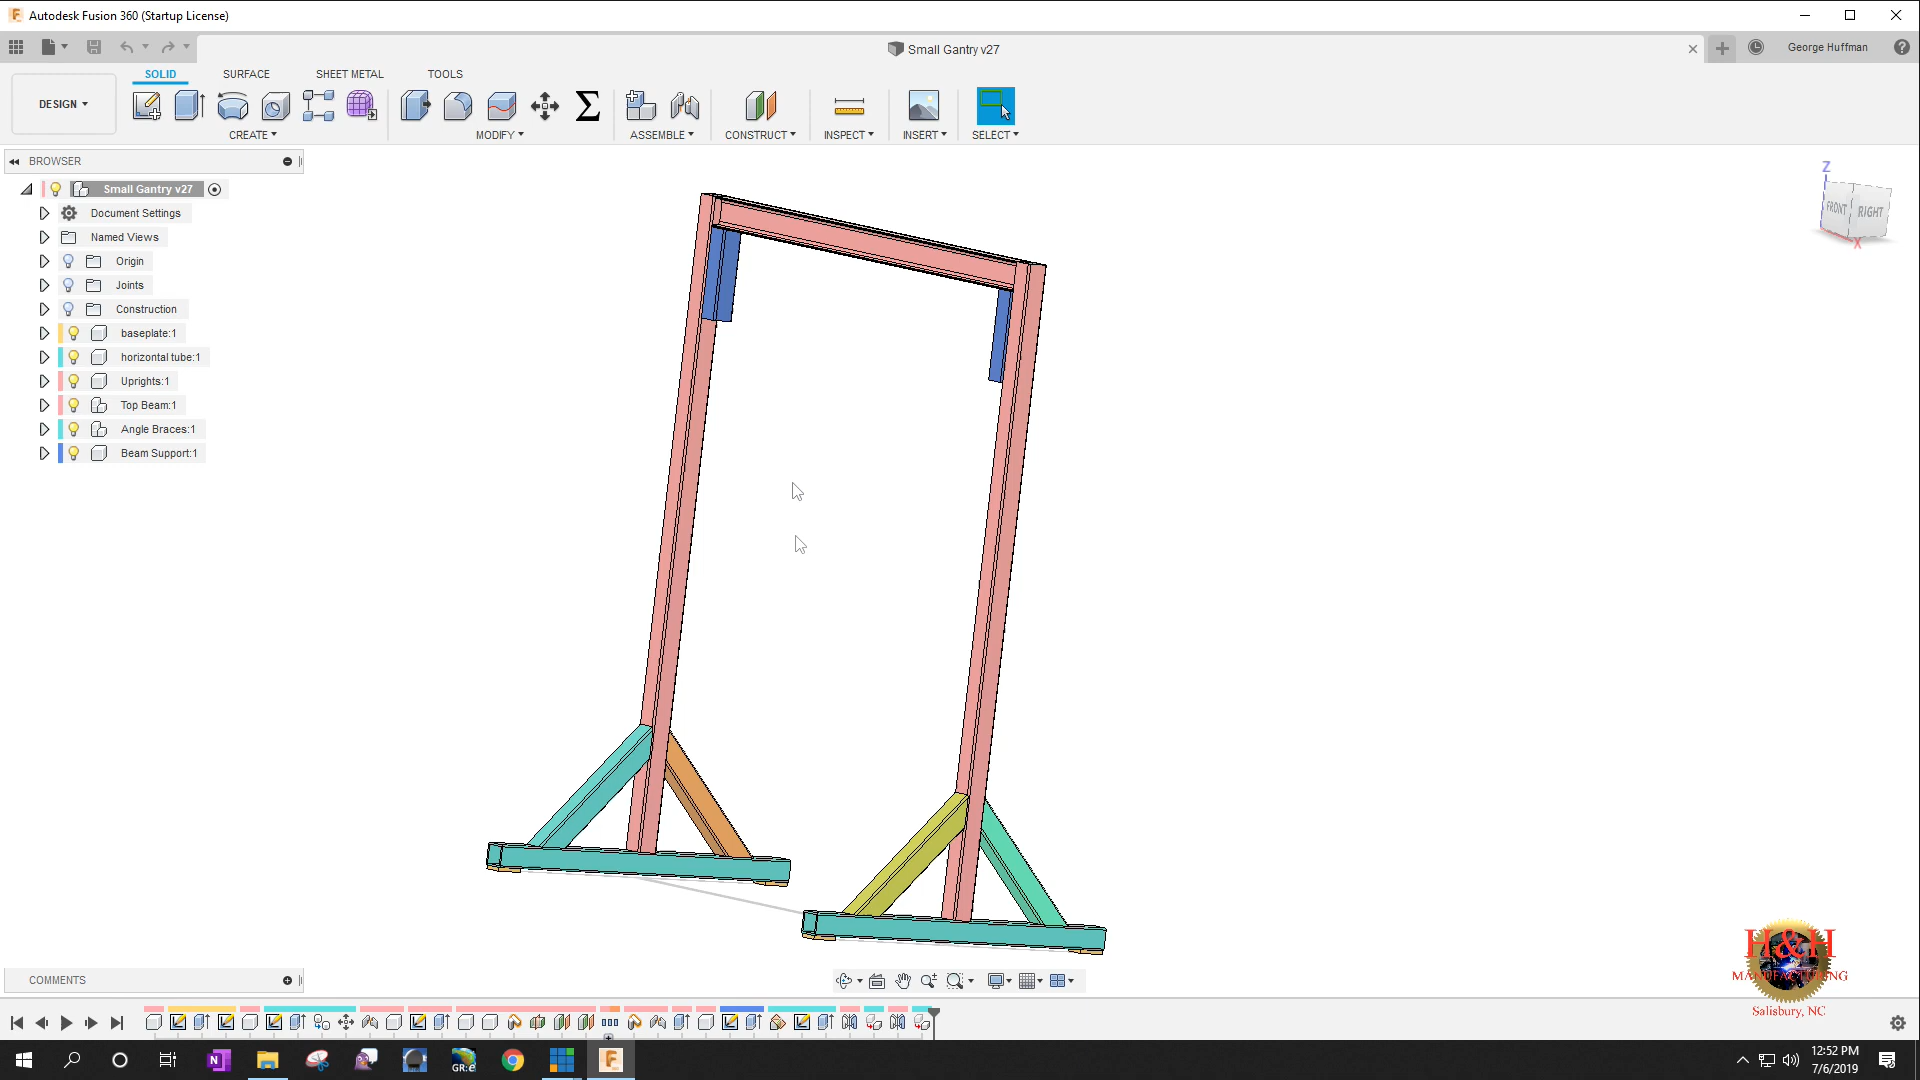 Autodesk Fusion 360 (Startup License)
Small Gantry v27
George Huffman
SOLID SURFACE SHEET METAL TOOLS
DESIGN
CREATE MODIFY ASSEMBLE CONSTRUCT INSPECT INSERT SELECT
BROWSER
Small Gantry v27
Document Settings
Named Views
Origin
Joints
Construction
baseplate:1
horizontal tube:1
Uprights:1
Top Beam:1
Angle Braces:1
Beam Support:1
Z
FRONT RIGHT
X
H&H
MANUFACTURING
Salisbury, NC
COMMENTS
N
GR:e
F
12:52 PM
7/6/2019